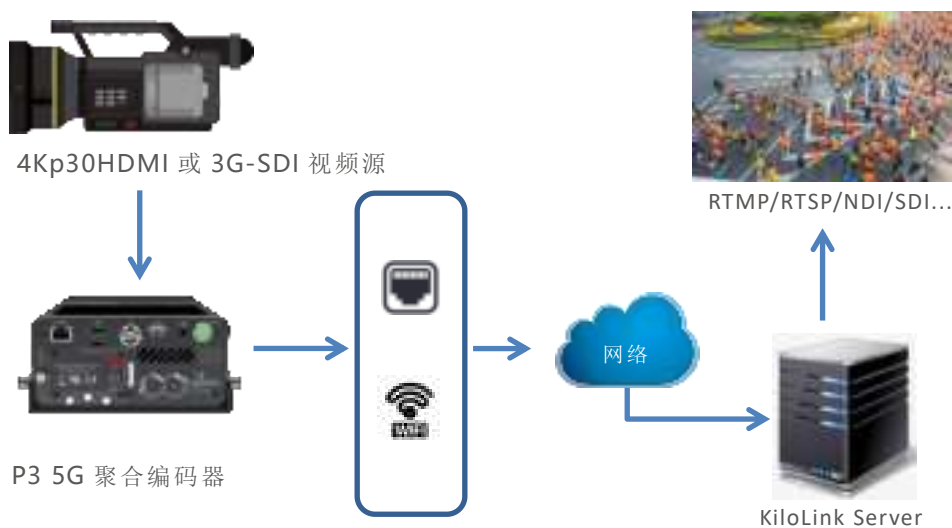 4Kp30HDMI 或 3G-SDI 视频源
RTMP/RTSP/NDI/SDI...
网络
WiFi
P3 5G 聚合编码器
KiloLink Server